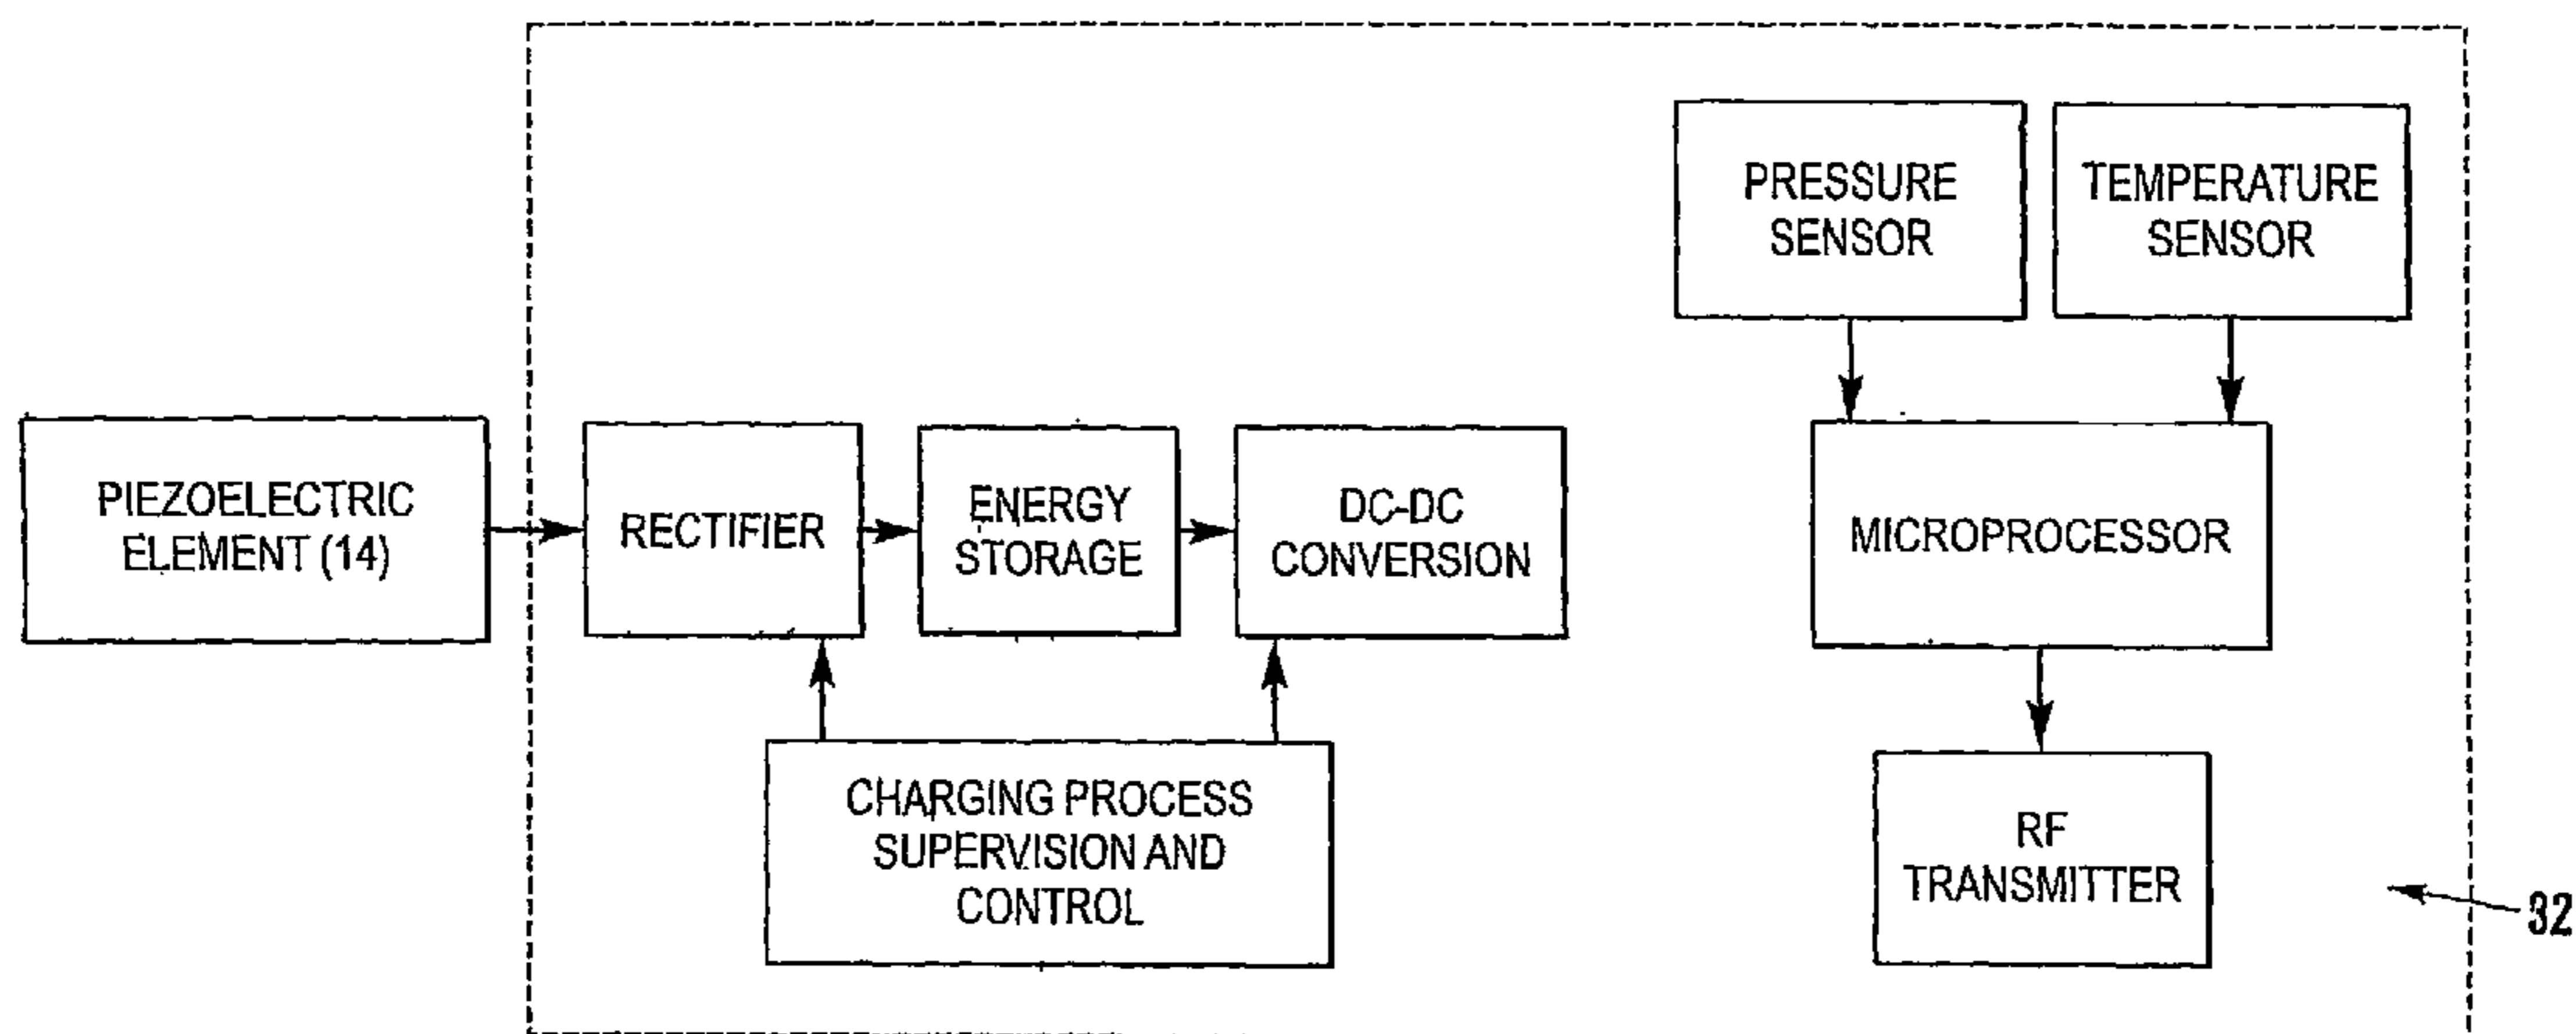 PRESSURE
SENSOR
TEMPERATURE
SENSOR
PIEZOELECTRIC
ELEMENT (14)
RECTIFIER
ENERGY
STORAGE
DC-DC
CONVERSION
MICROPROCESSOR
CHARGING PROCESS
SUPERVISION AND
CONTROL
RF
TRANSMITTER
32